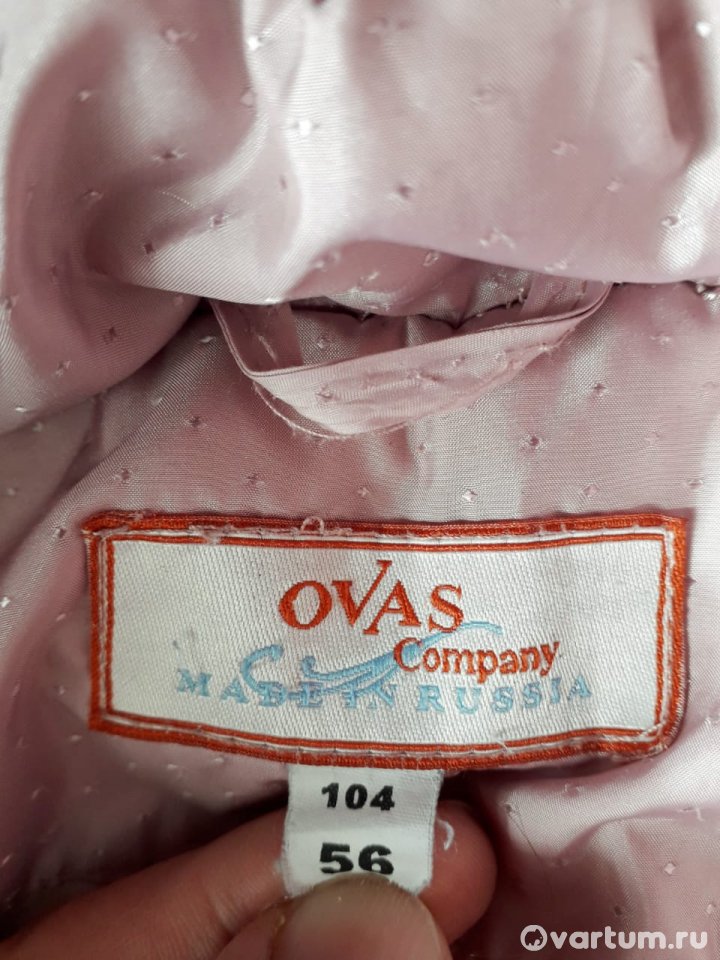 OVAS
Company
MADE IN RUSSIA
104
56
vartum.ru